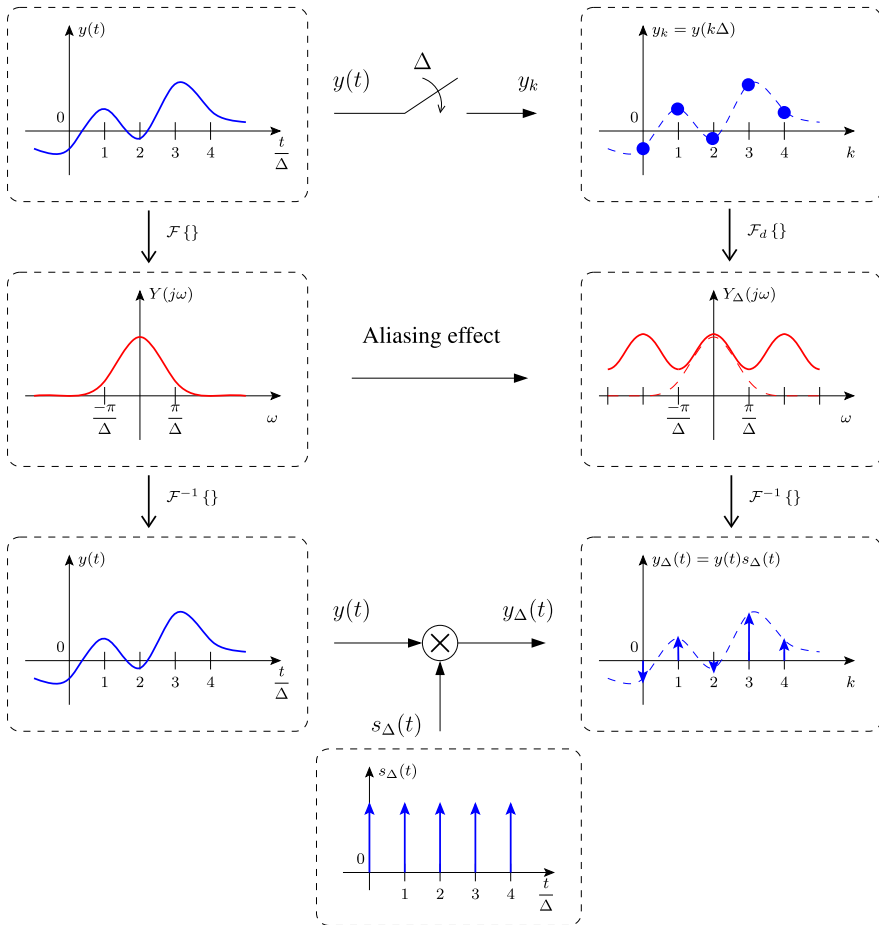 y(t)
0
1 2 3 4
t/Δ
y(t)
Δ
y_k
y_k = y(kΔ)
0
1 2 3 4
k
ℱ {}
ℱ_d {}
Y(jω)
-π/Δ
π/Δ
ω
Aliasing effect
Y_Δ(jω)
-π/Δ
π/Δ
ω
ℱ⁻¹ {}
ℱ⁻¹ {}
y(t)
0
1 2 3 4
t/Δ
y(t)
y_Δ(t)
s_Δ(t)
y_Δ(t) = y(t)s_Δ(t)
0
1 2 3 4
k
s_Δ(t)
0
1 2 3 4
t/Δ